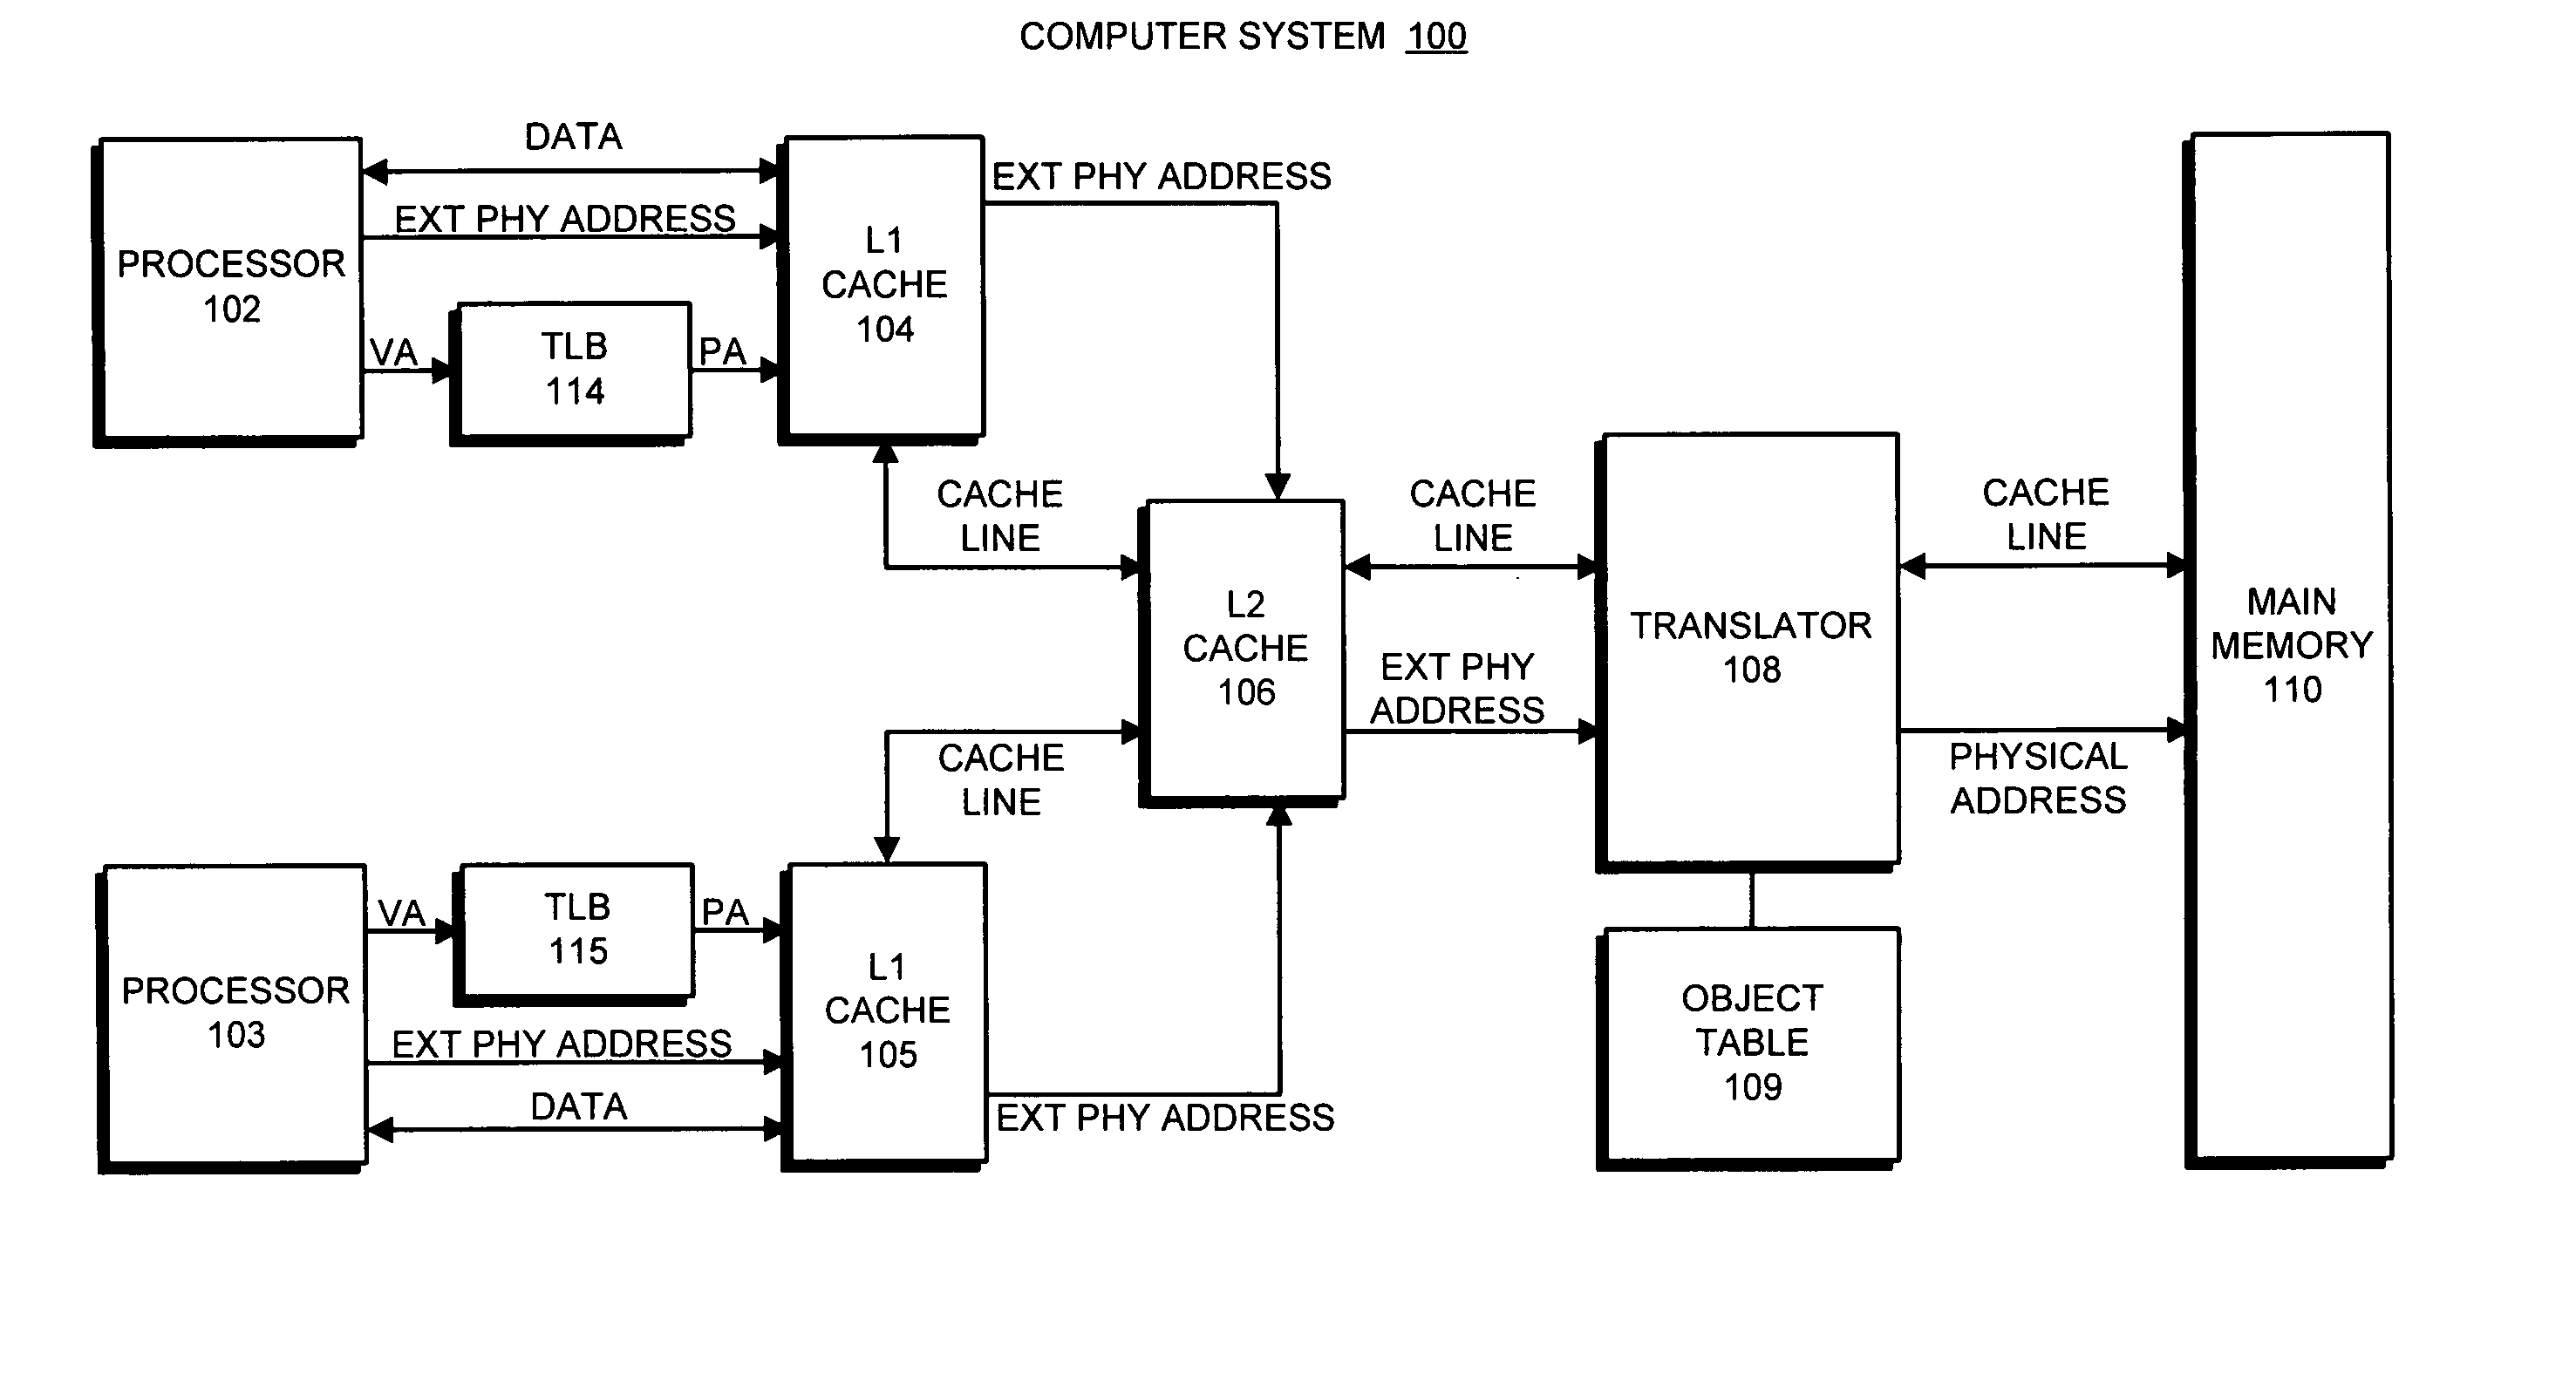 COMPUTER SYSTEM 100
DATA
EXT PHY ADDRESS
PROCESSOR
102
VA
TLB
114
PA
L1
CACHE
104
EXT PHY ADDRESS
CACHE
LINE
CACHE
LINE
CACHE
LINE
L2
CACHE
106
EXT PHY
ADDRESS
TRANSLATOR
108
MAIN
MEMORY
110
PHYSICAL
ADDRESS
CACHE
LINE
PROCESSOR
103
VA
TLB
115
PA
EXT PHY ADDRESS
DATA
L1
CACHE
105
EXT PHY ADDRESS
OBJECT
TABLE
109